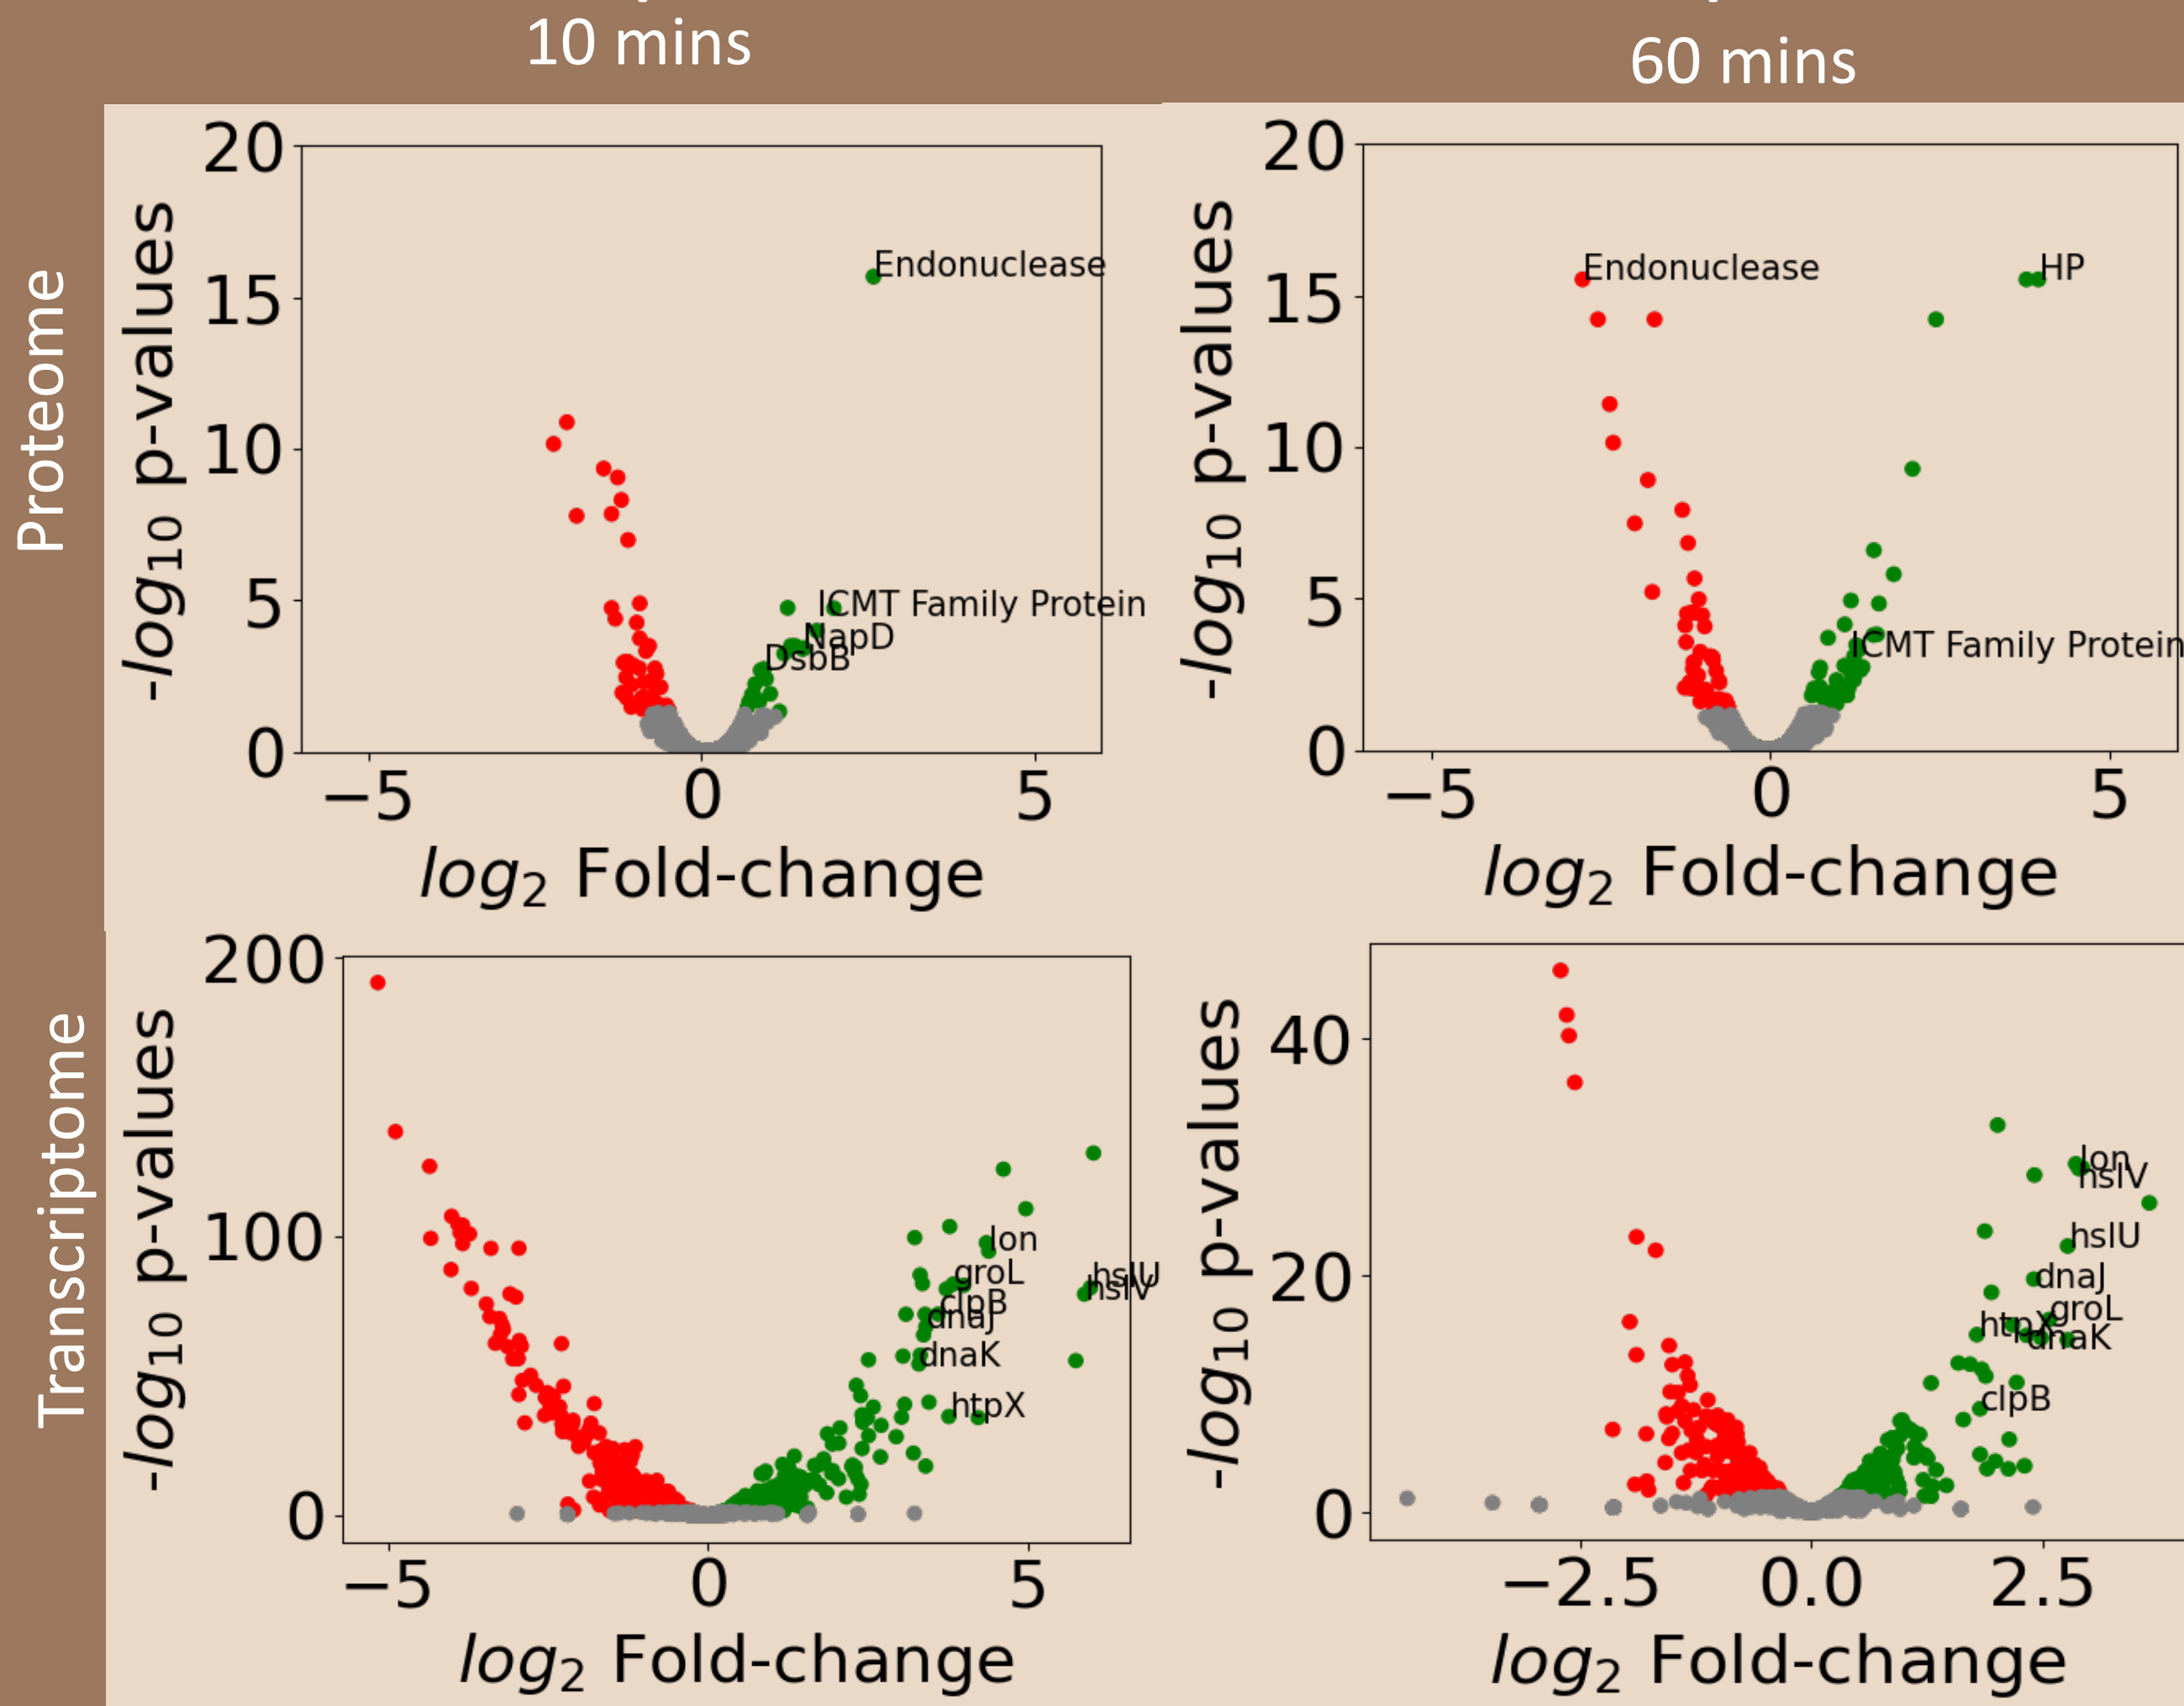 10 mins
60 mins
Proteome
20
15
10
5
0
-log10 p-values
Endonuclease
ICMT Family Protein
NapD
DsbB
−5
0
5
log2 Fold-change
20
15
10
5
0
-log10 p-values
Endonuclease
HP
ICMT Family Protein
−5
0
5
log2 Fold-change
Transcriptome
200
100
0
-log10 p-values
lon
groL
hslU
hslV
clpB
dnaJ
dnaK
htpX
−5
0
5
log2 Fold-change
40
20
0
-log10 p-values
lon
hslV
hslU
dnaJ
groL
htpX
dnaK
clpB
−2.5
0.0
2.5
log2 Fold-change